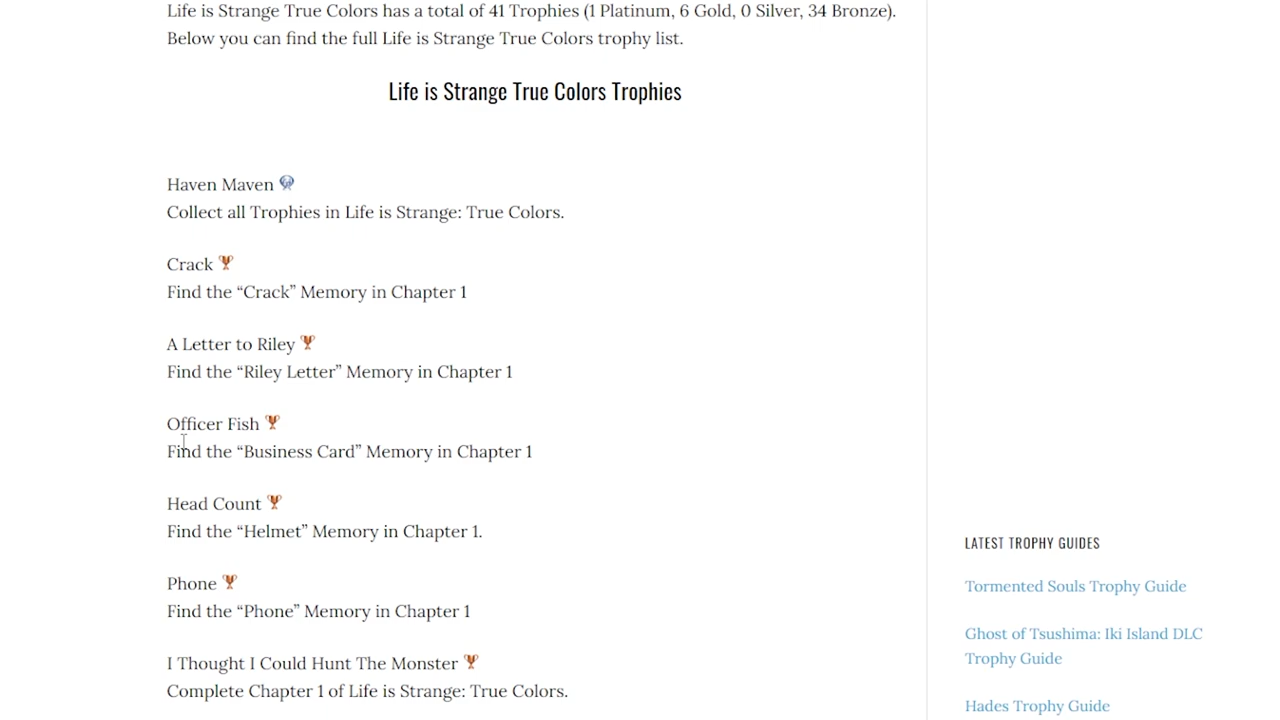 Life is Strange True Colors has a total of 41 Trophies (1 Platinum, 6 Gold, 0 Silver, 34 Bronze).
Below you can find the full Life is Strange True Colors trophy list.
Life is Strange True Colors Trophies
Haven Maven
Collect all Trophies in Life is Strange: True Colors.
Crack
Find the “Crack” Memory in Chapter 1
A Letter to Riley
Find the “Riley Letter” Memory in Chapter 1
Officer Fish
Find the “Business Card” Memory in Chapter 1
Head Count
Find the “Helmet” Memory in Chapter 1.
Phone
Find the “Phone” Memory in Chapter 1
I Thought I Could Hunt The Monster
Complete Chapter 1 of Life is Strange: True Colors.
LATEST TROPHY GUIDES
Tormented Souls Trophy Guide
Ghost of Tsushima: Iki Island DLC
Trophy Guide
Hades Trophy Guide